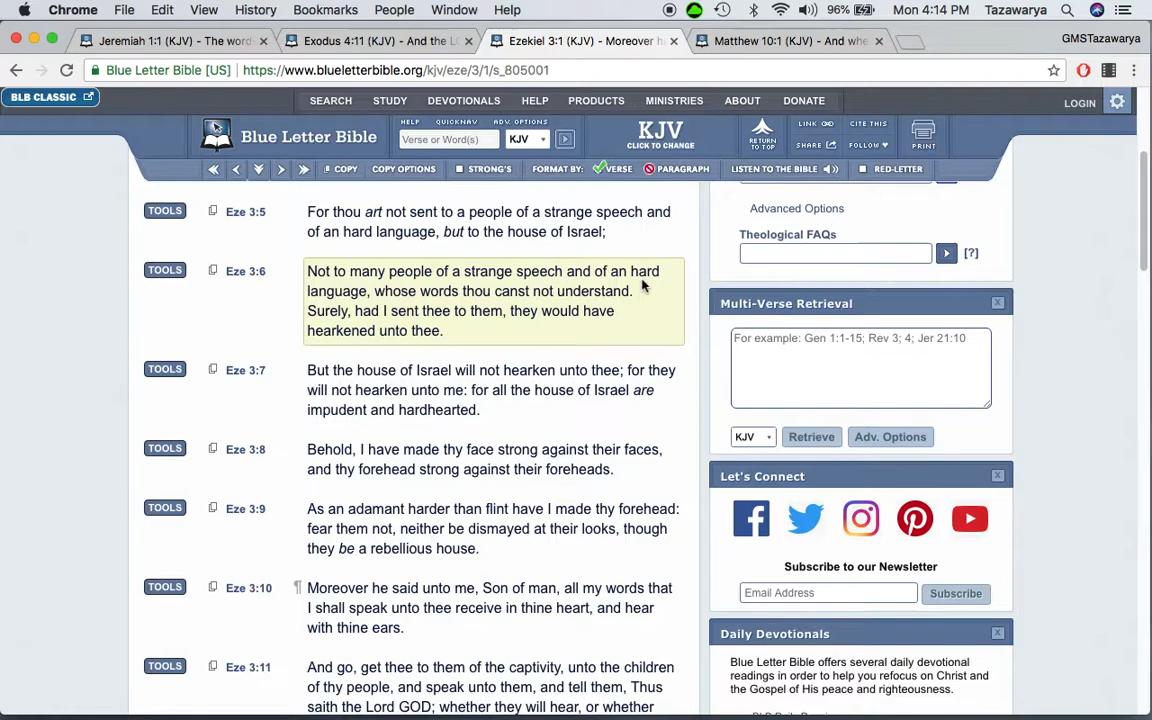 Chrome File Edit View History Bookmarks People Window Help 96% Mon 4:14 PM Tazawarya
Jeremiah 1:1 (KJV) - The words
Exodus 4:11 (KJV) - And the LO
Ezekiel 3:1 (KJV) - Moreover h
Matthew 10:1 (KJV) - And whe
GMSTazawarya
Blue Letter Bible [US] https://www.blueletterbible.org/kjv/eze/3/1/s_805001
BLB CLASSIC
SEARCH STUDY DEVOTIONALS HELP PRODUCTS MINISTRIES ABOUT DONATE LOGIN
Blue Letter Bible
HELP QUICKNAV ADV. OPTIONS
Verse or Word(s) KJV
KJV
CLICK TO CHANGE
RETURN
TO TOP
LINK CITE THIS
SHARE FOLLOW
PRINT
COPY COPY OPTIONS STRONG'S FORMAT BY: VERSE PARAGRAPH LISTEN TO THE BIBLE RED-LETTER
TOOLS Eze 3:5 For thou art not sent to a people of a strange speech and
of an hard language, but to the house of Israel;
TOOLS Eze 3:6 Not to many people of a strange speech and of an hard
language, whose words thou canst not understand.
Surely, had I sent thee to them, they would have
hearkened unto thee.
TOOLS Eze 3:7 But the house of Israel will not hearken unto thee; for they
will not hearken unto me: for all the house of Israel are
impudent and hardhearted.
TOOLS Eze 3:8 Behold, I have made thy face strong against their faces,
and thy forehead strong against their foreheads.
TOOLS Eze 3:9 As an adamant harder than flint have I made thy forehead:
fear them not, neither be dismayed at their looks, though
they be a rebellious house.
TOOLS Eze 3:10 ¶ Moreover he said unto me, Son of man, all my words that
I shall speak unto thee receive in thine heart, and hear
with thine ears.
TOOLS Eze 3:11 And go, get thee to them of the captivity, unto the children
of thy people, and speak unto them, and tell them, Thus
saith the Lord GOD; whether they will hear, or whether
Advanced Options
Theological FAQs
[?]
Multi-Verse Retrieval
For example: Gen 1:1-15; Rev 3; 4; Jer 21:10
KJV Retrieve Adv. Options
Let's Connect
Subscribe to our Newsletter
Email Address Subscribe
Daily Devotionals
Blue Letter Bible offers several daily devotional
readings in order to help you refocus on Christ and
the Gospel of His peace and righteousness.